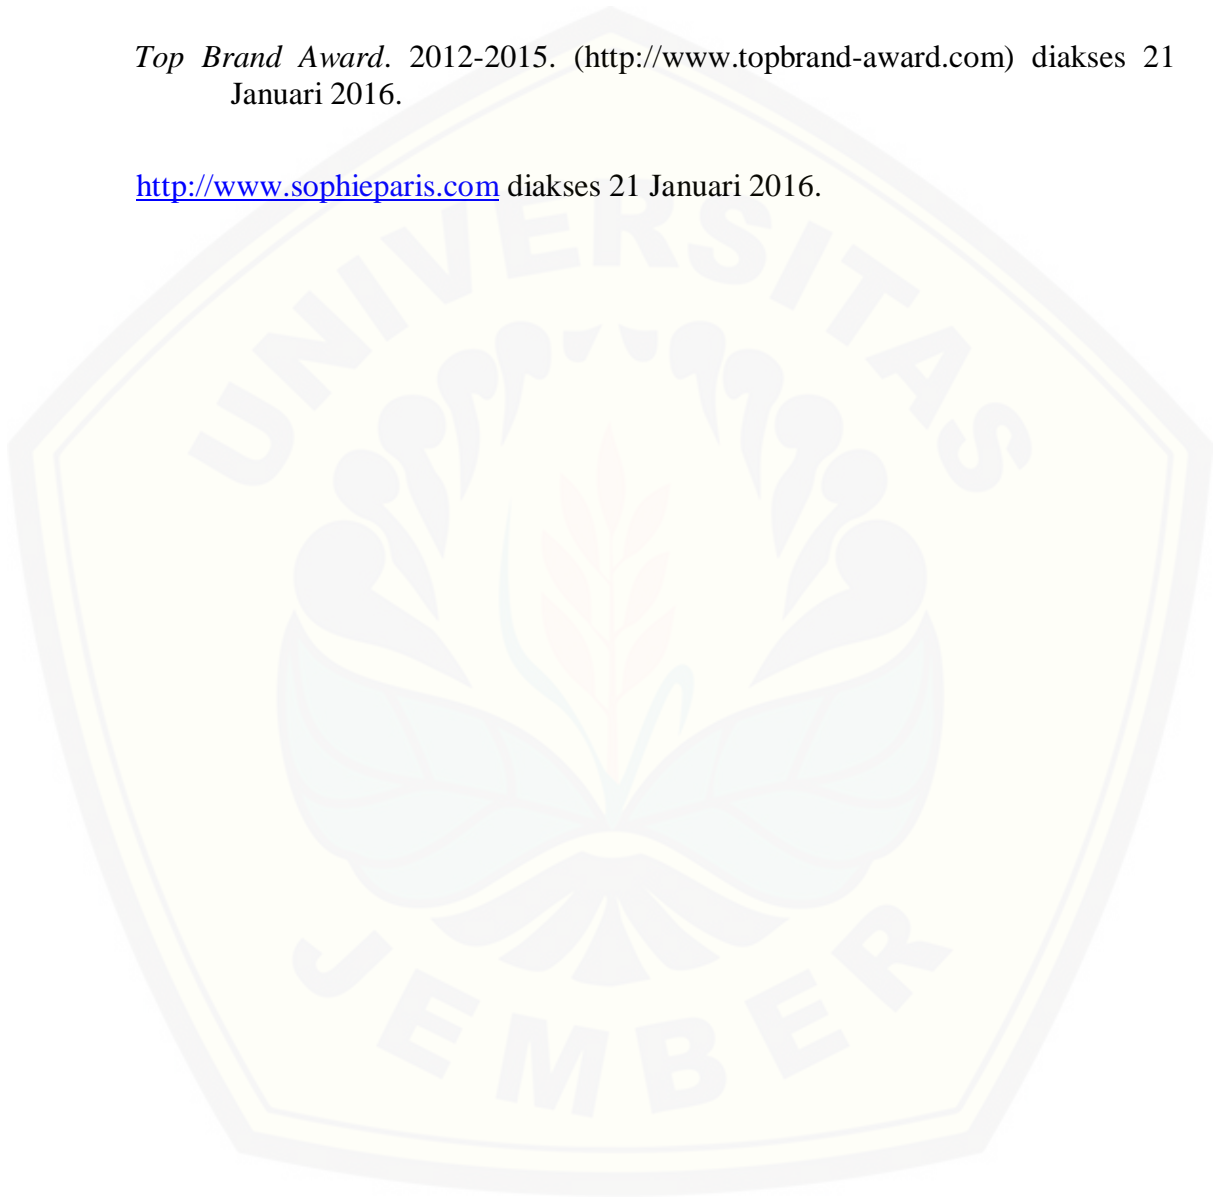 Top Brand Award. 2012-2015. (http://www.topbrand-award.com) diakses 21
Januari 2016.
http://www.sophieparis.com diakses 21 Januari 2016.
UNIVERSITAS
JEMBER